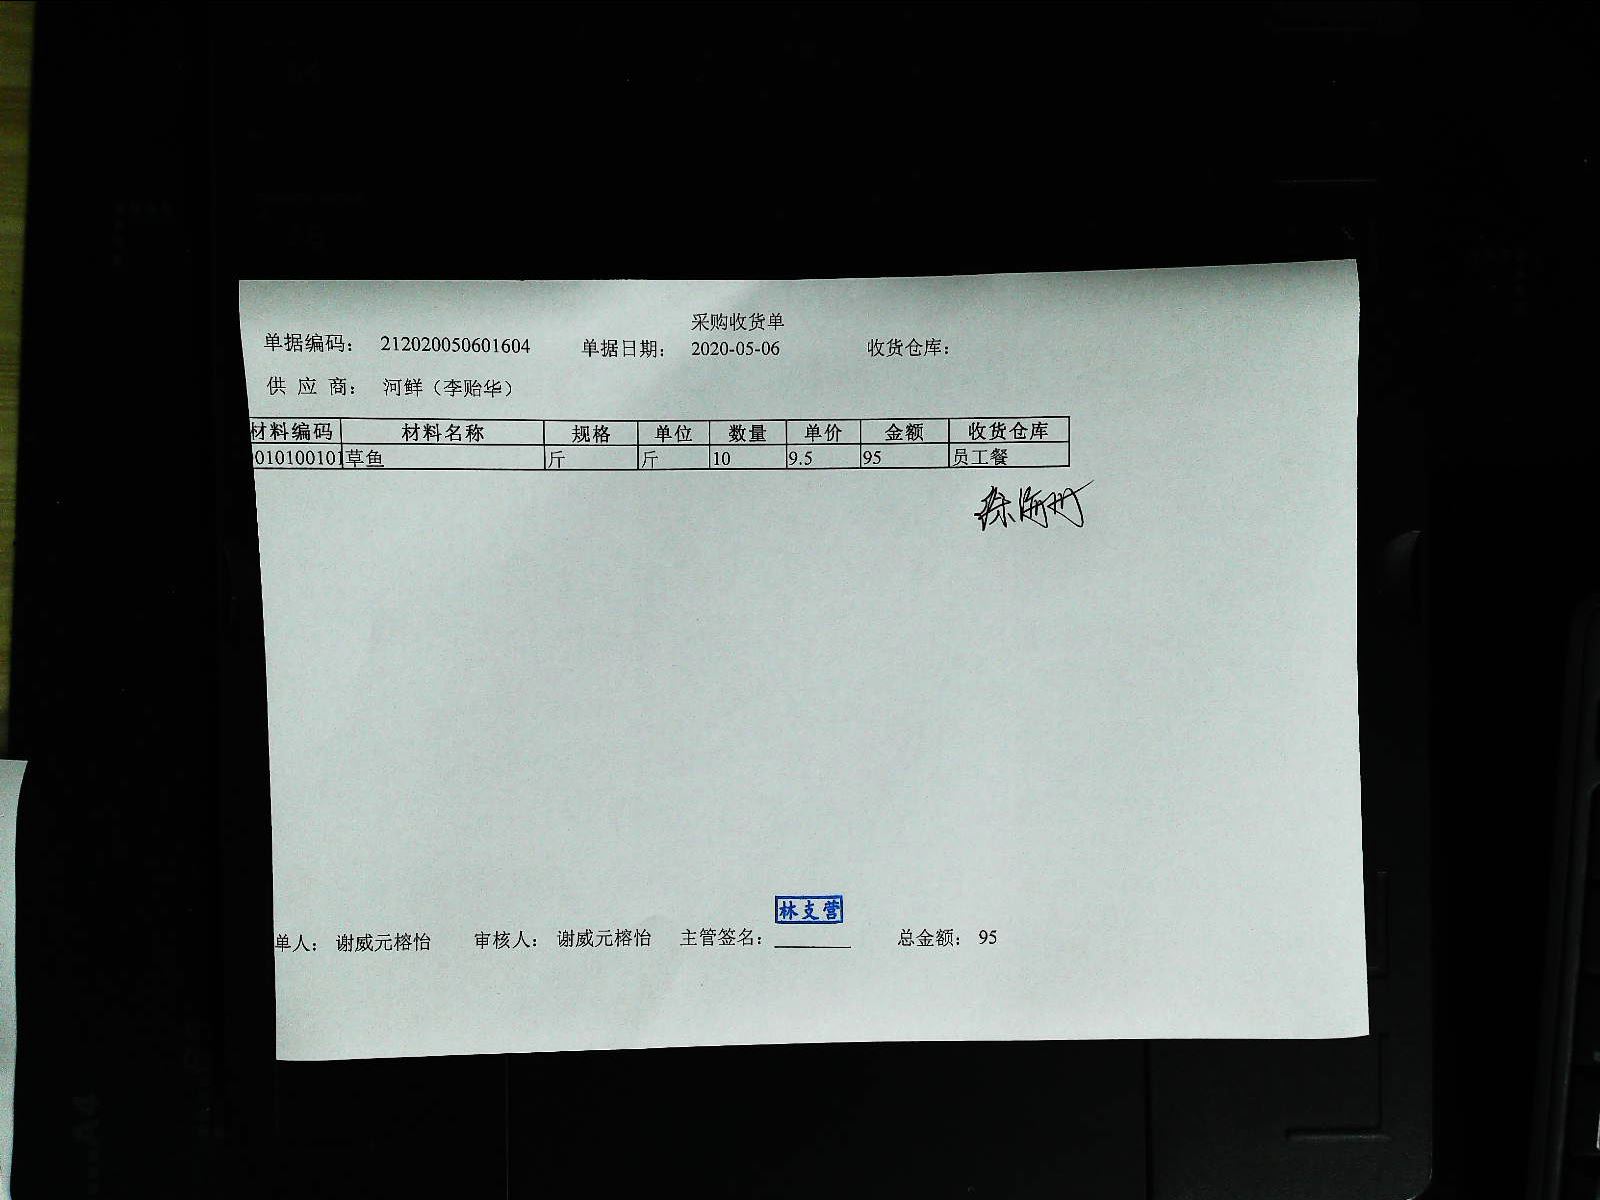 采购收货单
单据编码： 212020050601604 单据日期： 2020-05-06 收货仓库：
供 应 商： 河鲜（李贻华）
材料编码 材料名称 规格 单位 数量 单价 金额 收货仓库
010100101 草鱼 斤 斤 10 9.5 95 员工餐
林支营
单人： 谢威元榕怡 审核人： 谢威元榕怡 主管签名： 总金额： 95